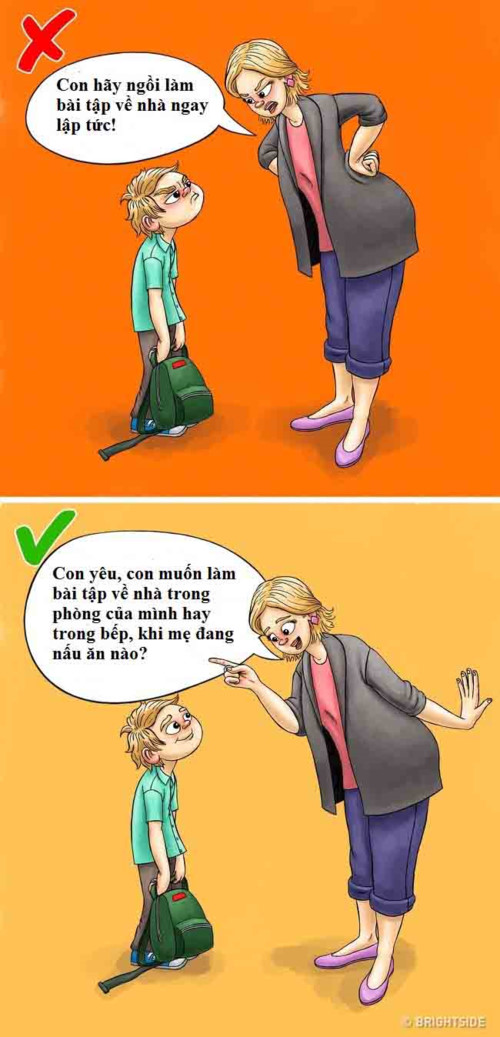 Con hãy ngồi làm
bài tập về nhà ngay
lập tức!
Con yêu, con muốn làm
bài tập về nhà trong
phòng của mình hay
trong bếp, khi mẹ đang
nấu ăn nào?
© BRIGHTSIDE